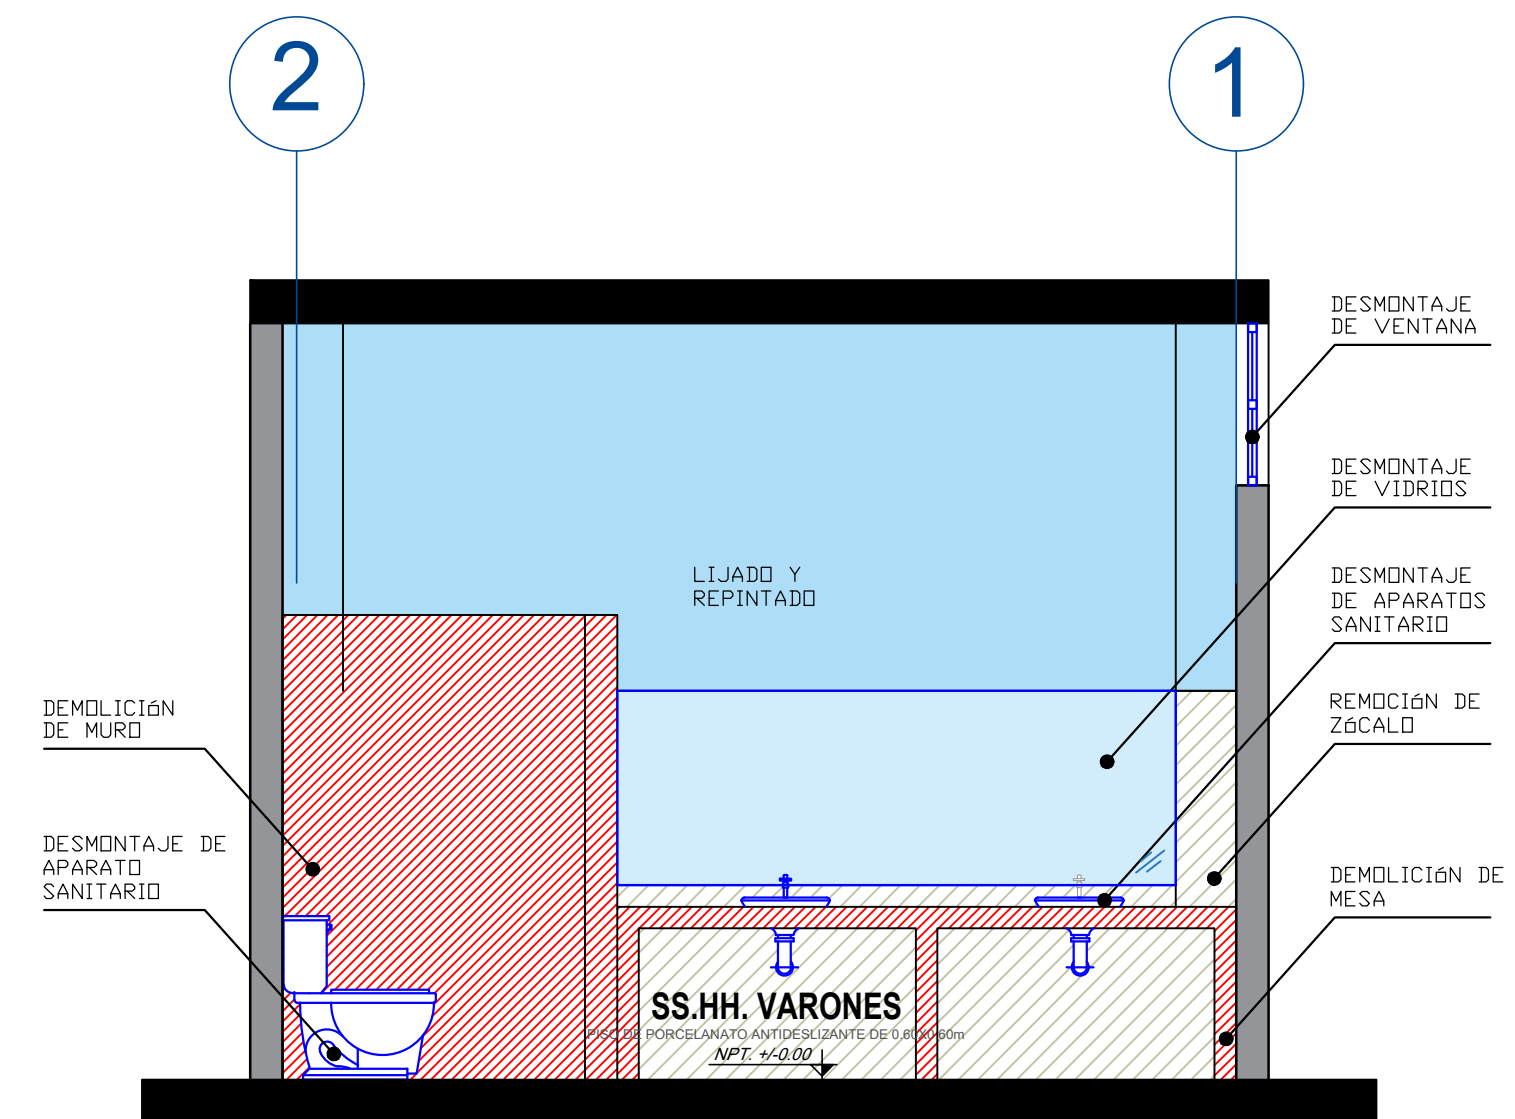 2
1
DESMONTAJE
DE VENTANA
DESMONTAJE
DE VIDRIOS
LIJADO Y
REPINTADO
DESMONTAJE
DE APARATOS
SANITARIO
DEMOLICIóN
DE MURO
REMOCIóN DE
ZóCALO
DESMONTAJE DE
APARATO
SANITARIO
DEMOLICIóN DE
MESA
SS.HH. VARONES
PISO DE PORCELANATO ANTIDESLIZANTE DE 0.60X0.60m
NPT. +/-0.00